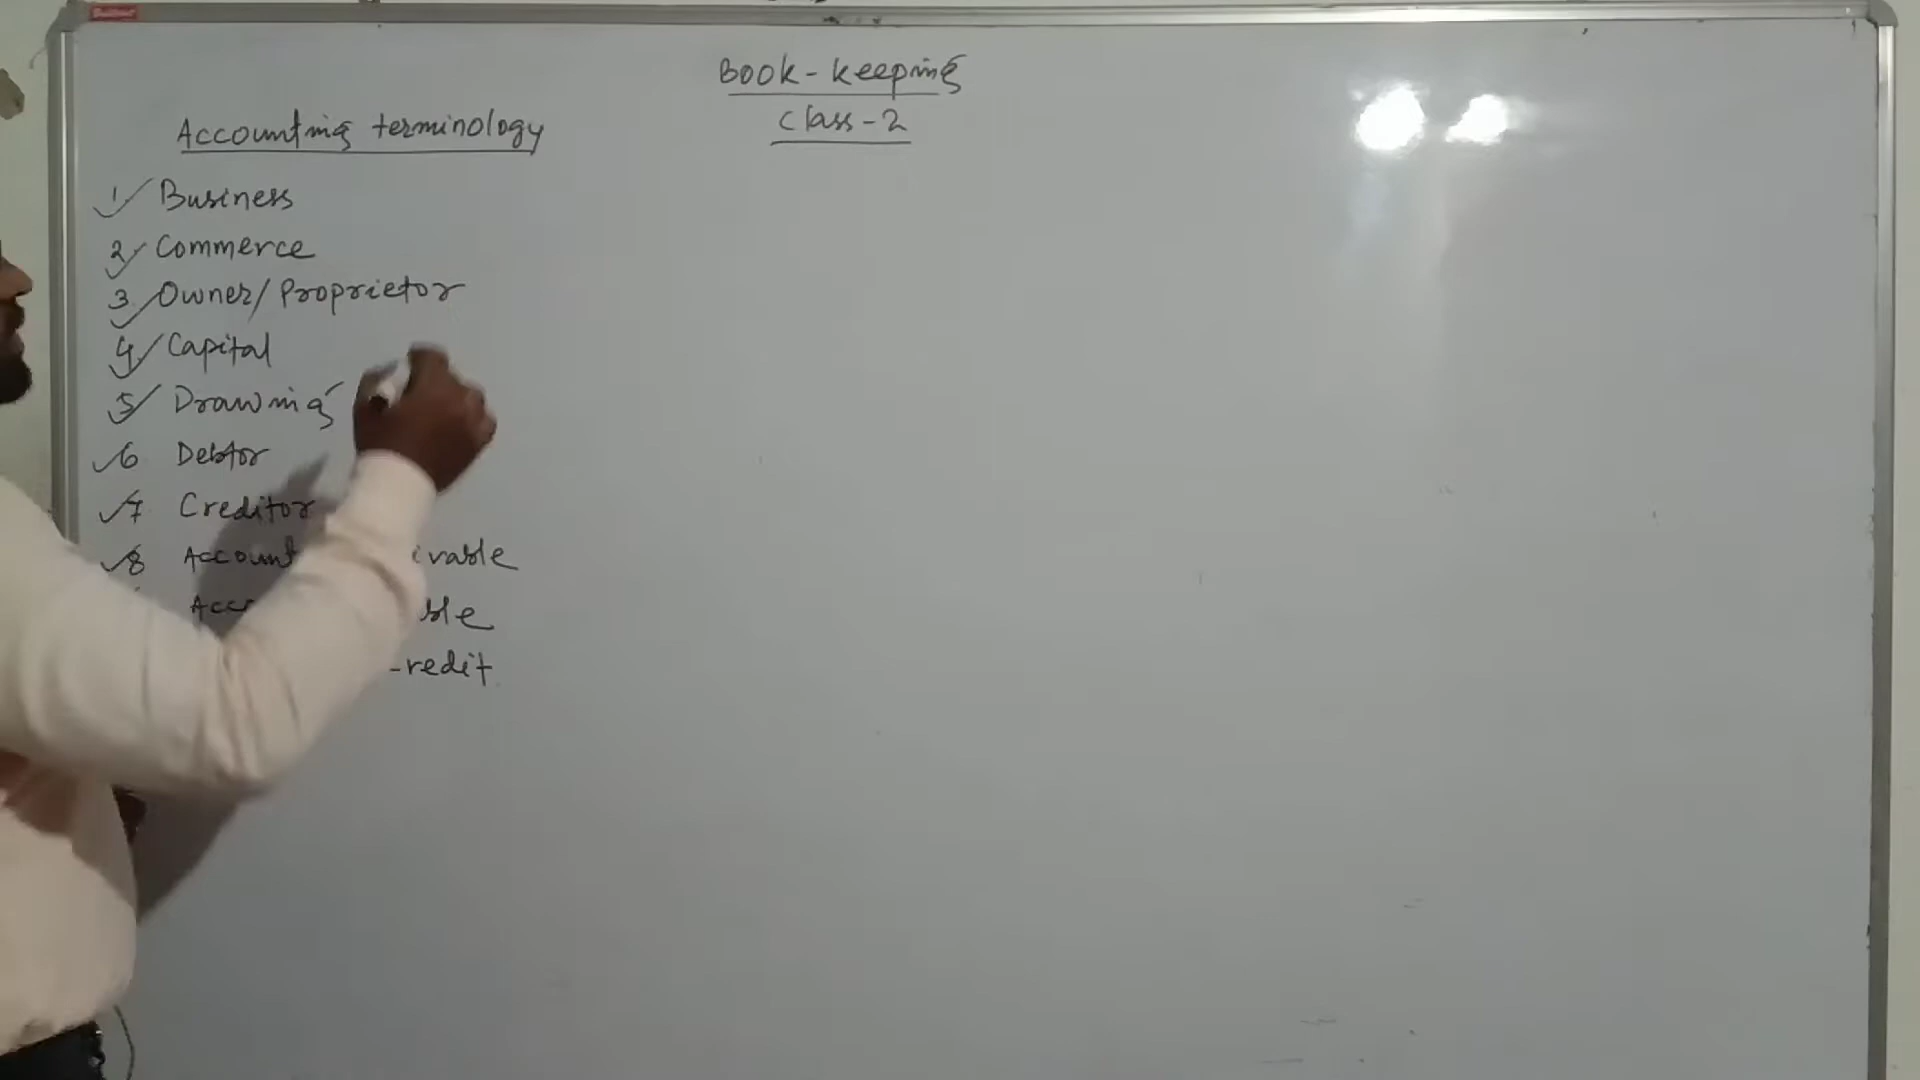 Book-keeping
Class-2
Accounting terminology
1 Business
2 Commerce
3 Owner/Proprietor
4 Capital
5 Drawing
6 Debtor
7 Creditor
8 Account